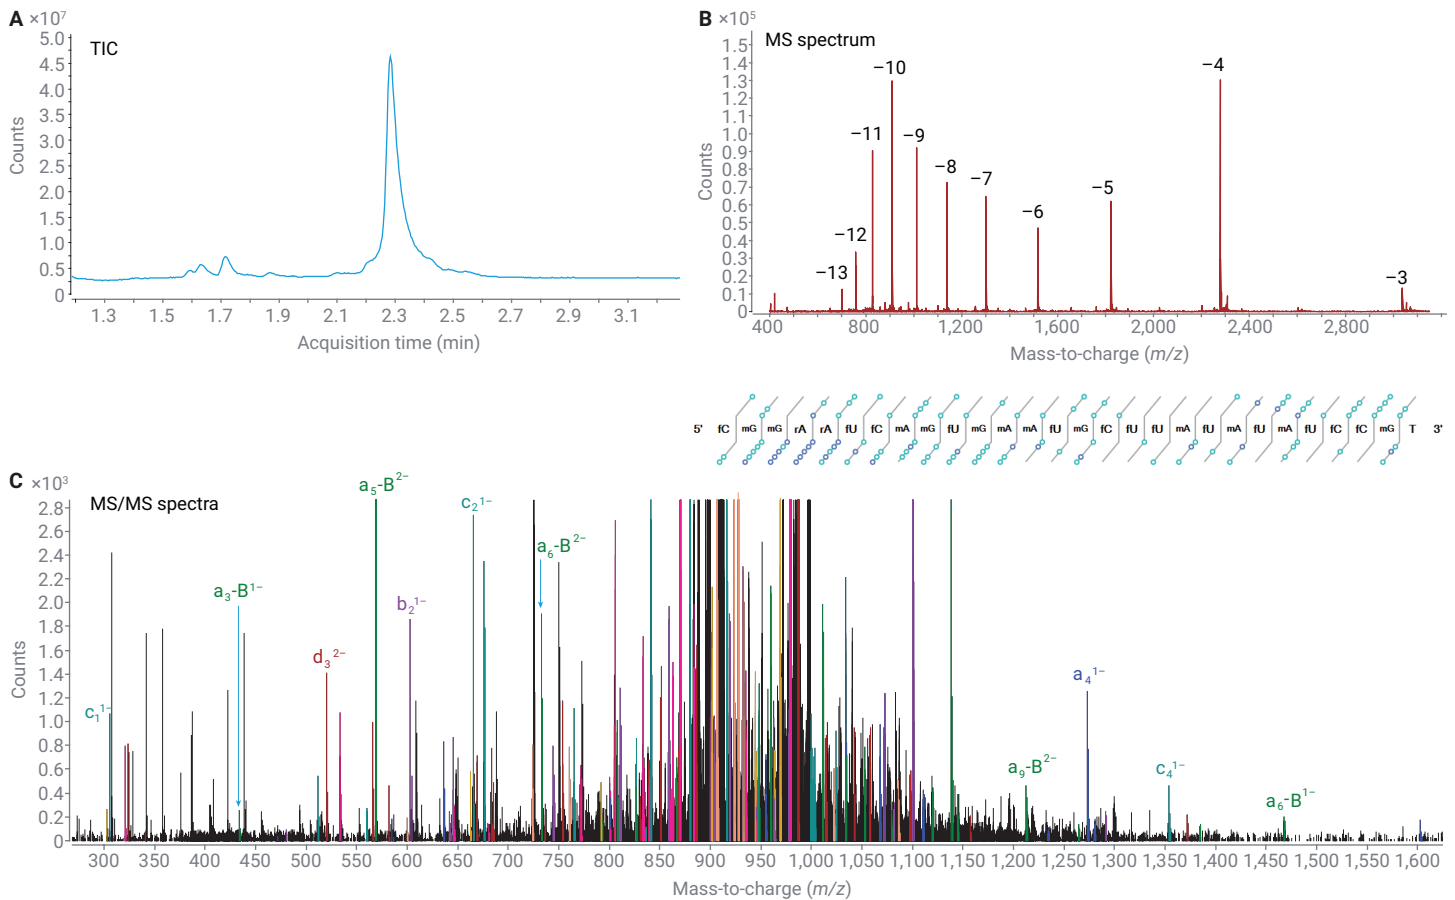 A ×10⁷
TIC
5.0
4.5
4.0
3.5
3.0
2.5
2.0
1.5
1.0
0.5
0
Counts
1.3 1.5 1.7 1.9 2.1 2.3 2.5 2.7 2.9 3.1
Acquisition time (min)
B ×10⁵
MS spectrum
1.5
1.4
1.3
1.2
1.1
1.0
0.9
0.8
0.7
0.6
0.5
0.4
0.3
0.2
0.1
0
Counts
−13
−12
−11
−10
−9
−8
−7
−6
−5
−4
−3
400 800 1,200 1,600 2,000 2,400 2,800
Mass-to-charge (m/z)
5' fC mG mG rA rA fU fC mA mG fU mG mA mA fU mG fC fU fU mA fU mA fU mA fU fC fC mG T 3'
C ×10³
MS/MS spectra
2.8
2.6
2.4
2.2
2.0
1.8
1.6
1.4
1.2
1.0
0.8
0.6
0.4
0.2
0
Counts
c₁¹⁻
a₃-B¹⁻
d₃²⁻
a₅-B²⁻
b₂¹⁻
c₂¹⁻
a₆-B²⁻
a₉-B²⁻
a₄¹⁻
c₄¹⁻
a₆-B¹⁻
300 350 400 450 500 550 600 650 700 750 800 850 900 950 1,000 1,050 1,100 1,150 1,200 1,250 1,300 1,350 1,400 1,450 1,500 1,550 1,600
Mass-to-charge (m/z)